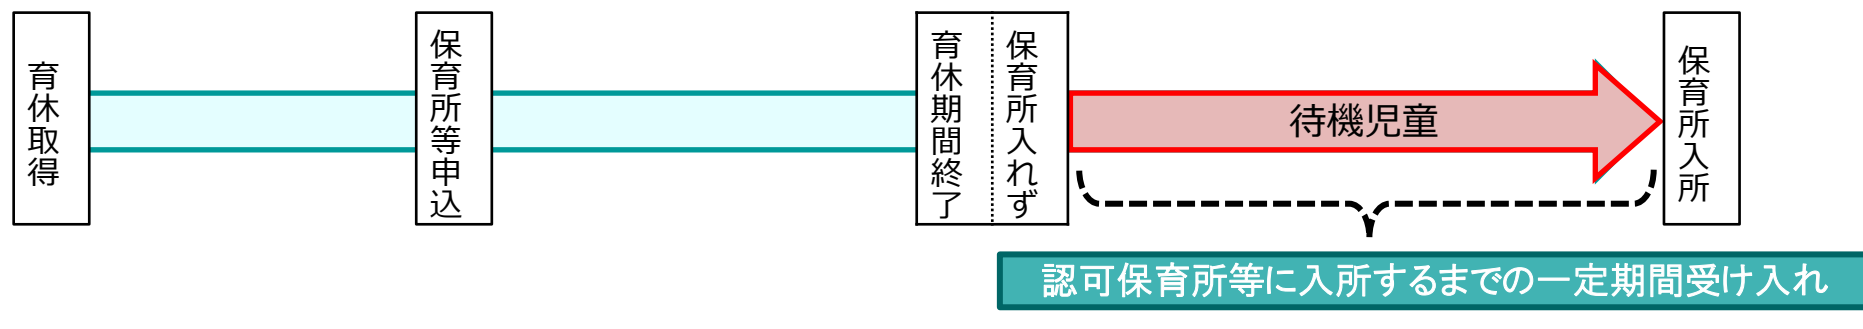 育休取得
保育所等申込
育休期間終了
保育所入れず
待機児童
保育所入所
認可保育所等に入所するまでの一定期間受け入れ